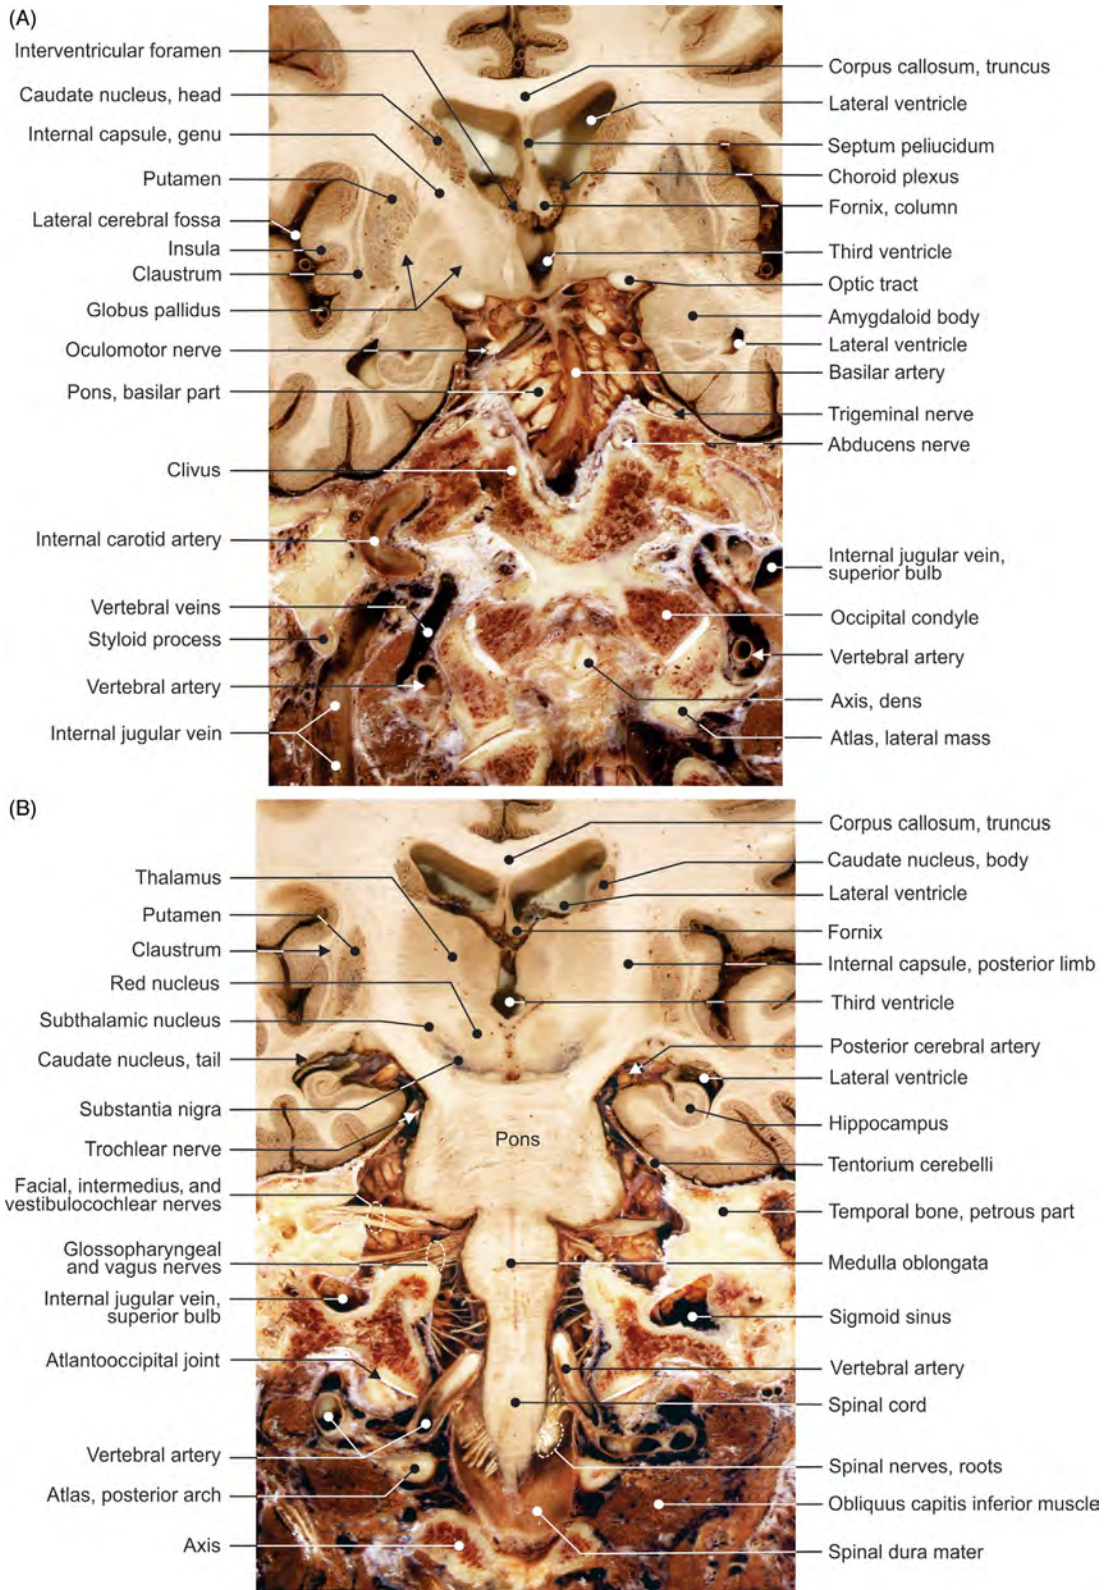 (A)
Interventricular foramen
Caudate nucleus, head
Internal capsule, genu
Putamen
Lateral cerebral fossa
Insula
Claustrum
Globus pallidus
Oculomotor nerve
Pons, basilar part
Clivus
Internal carotid artery
Vertebral veins
Styloid process
Vertebral artery
Internal jugular vein
Corpus callosum, truncus
Lateral ventricle
Septum peliucidum
Choroid plexus
Fornix, column
Third ventricle
Optic tract
Amygdaloid body
Lateral ventricle
Basilar artery
Trigeminal nerve
Abducens nerve
Internal jugular vein,
superior bulb
Occipital condyle
Vertebral artery
Axis, dens
Atlas, lateral mass
(B)
Thalamus
Putamen
Claustrum
Red nucleus
Subthalamic nucleus
Caudate nucleus, tail
Substantia nigra
Trochlear nerve
Facial, intermedius, and
vestibulocochlear nerves
Glossopharyngeal
and vagus nerves
Internal jugular vein,
superior bulb
Atlantooccipital joint
Vertebral artery
Atlas, posterior arch
Axis
Pons
Corpus callosum, truncus
Caudate nucleus, body
Lateral ventricle
Fornix
Internal capsule, posterior limb
Third ventricle
Posterior cerebral artery
Lateral ventricle
Hippocampus
Tentorium cerebelli
Temporal bone, petrous part
Medulla oblongata
Sigmoid sinus
Vertebral artery
Spinal cord
Spinal nerves, roots
Obliquus capitis inferior muscle
Spinal dura mater